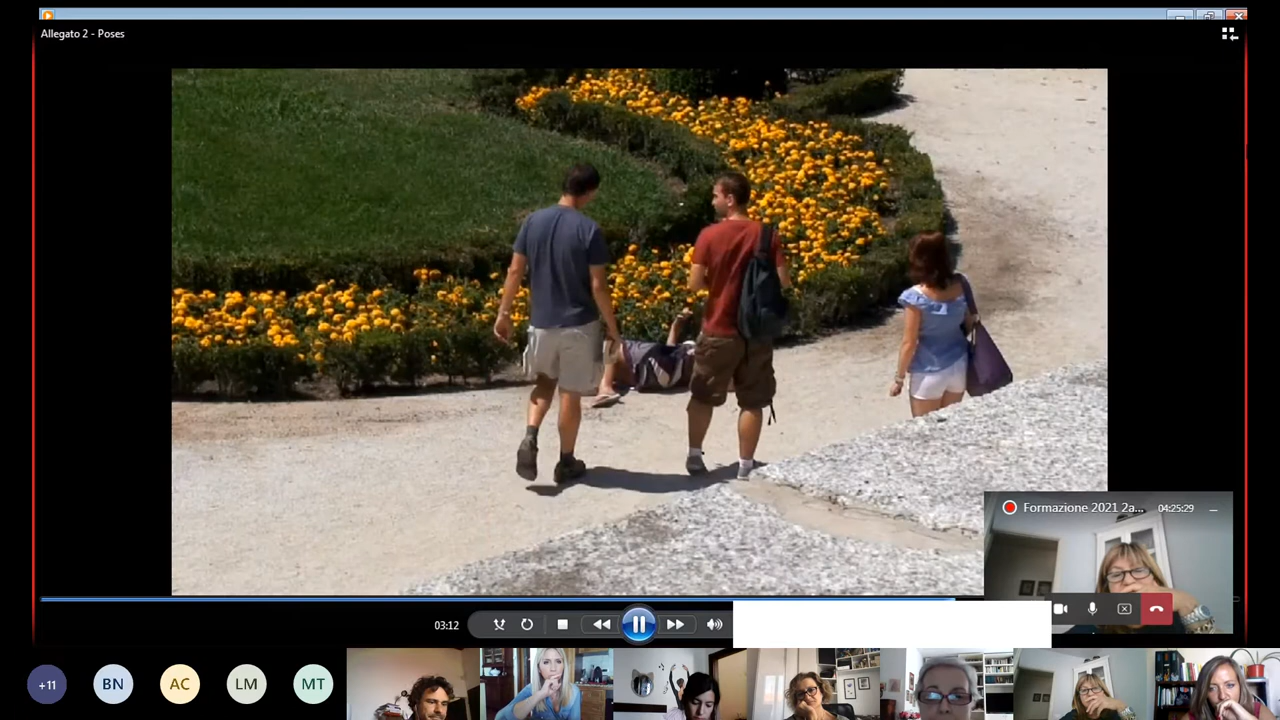 Allegato 2 - Poses
Formazione 2021 2a... 04:25:29
03:12
+11 BN AC LM MT